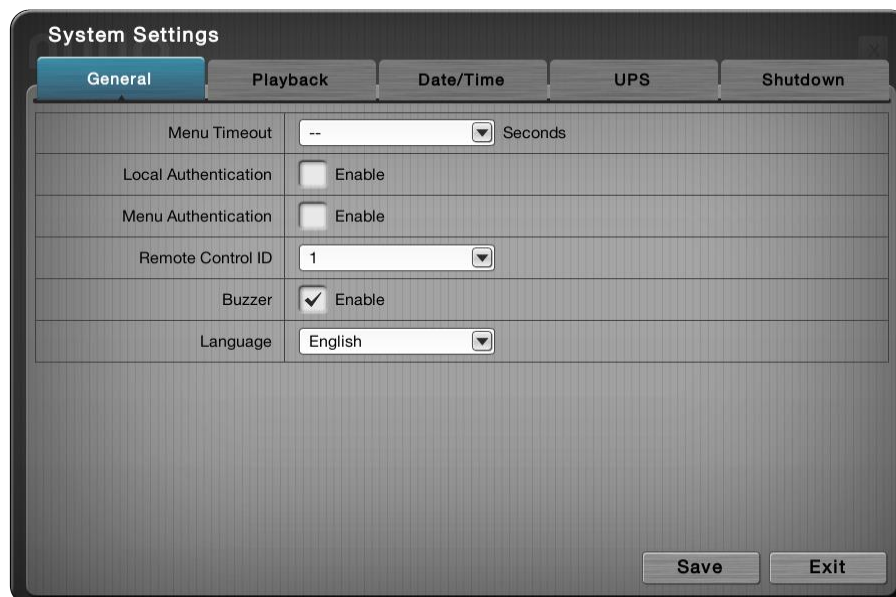 System Settings
General Playback Date/Time UPS Shutdown
Menu Timeout -- Seconds
Local Authentication Enable
Menu Authentication Enable
Remote Control ID 1
Buzzer Enable
Language English
Save Exit